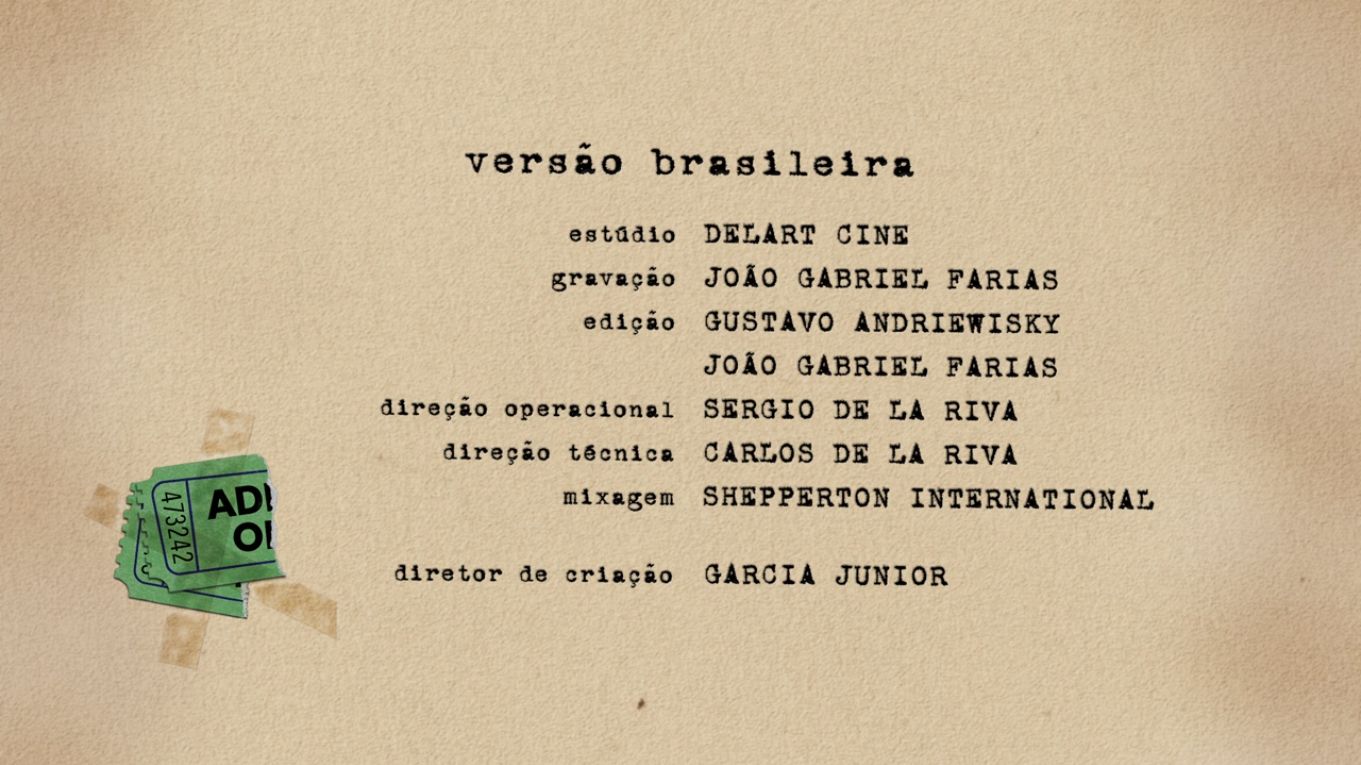 versão brasileira
estúdio DELART CINE
gravação JOÃO GABRIEL FARIAS
edição GUSTAVO ANDRIEWISKY
JOÃO GABRIEL FARIAS
direção operacional SERGIO DE LA RIVA
direção técnica CARLOS DE LA RIVA
mixagem SHEPPERTON INTERNATIONAL
diretor de criação GARCIA JUNIOR
473242